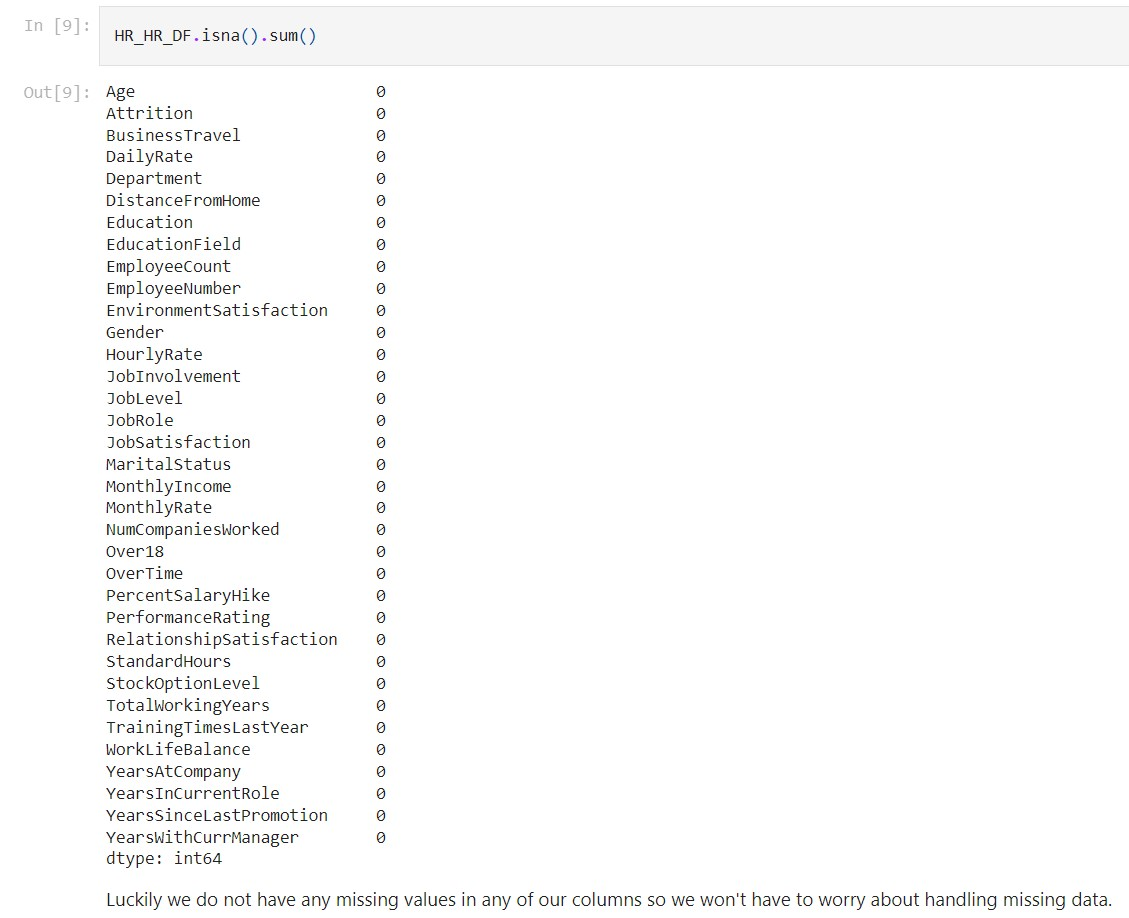 In [9]: HR_HR_DF.isna().sum()
Out[9]: Age 0
Attrition 0
BusinessTravel 0
DailyRate 0
Department 0
DistanceFromHome 0
Education 0
EducationField 0
EmployeeCount 0
EmployeeNumber 0
EnvironmentSatisfaction 0
Gender 0
HourlyRate 0
JobInvolvement 0
JobLevel 0
JobRole 0
JobSatisfaction 0
MaritalStatus 0
MonthlyIncome 0
MonthlyRate 0
NumCompaniesWorked 0
Over18 0
OverTime 0
PercentSalaryHike 0
PerformanceRating 0
RelationshipSatisfaction 0
StandardHours 0
StockOptionLevel 0
TotalWorkingYears 0
TrainingTimesLastYear 0
WorkLifeBalance 0
YearsAtCompany 0
YearsInCurrentRole 0
YearsSinceLastPromotion 0
YearsWithCurrManager 0
dtype: int64
Luckily we do not have any missing values in any of our columns so we won't have to worry about handling missing data.